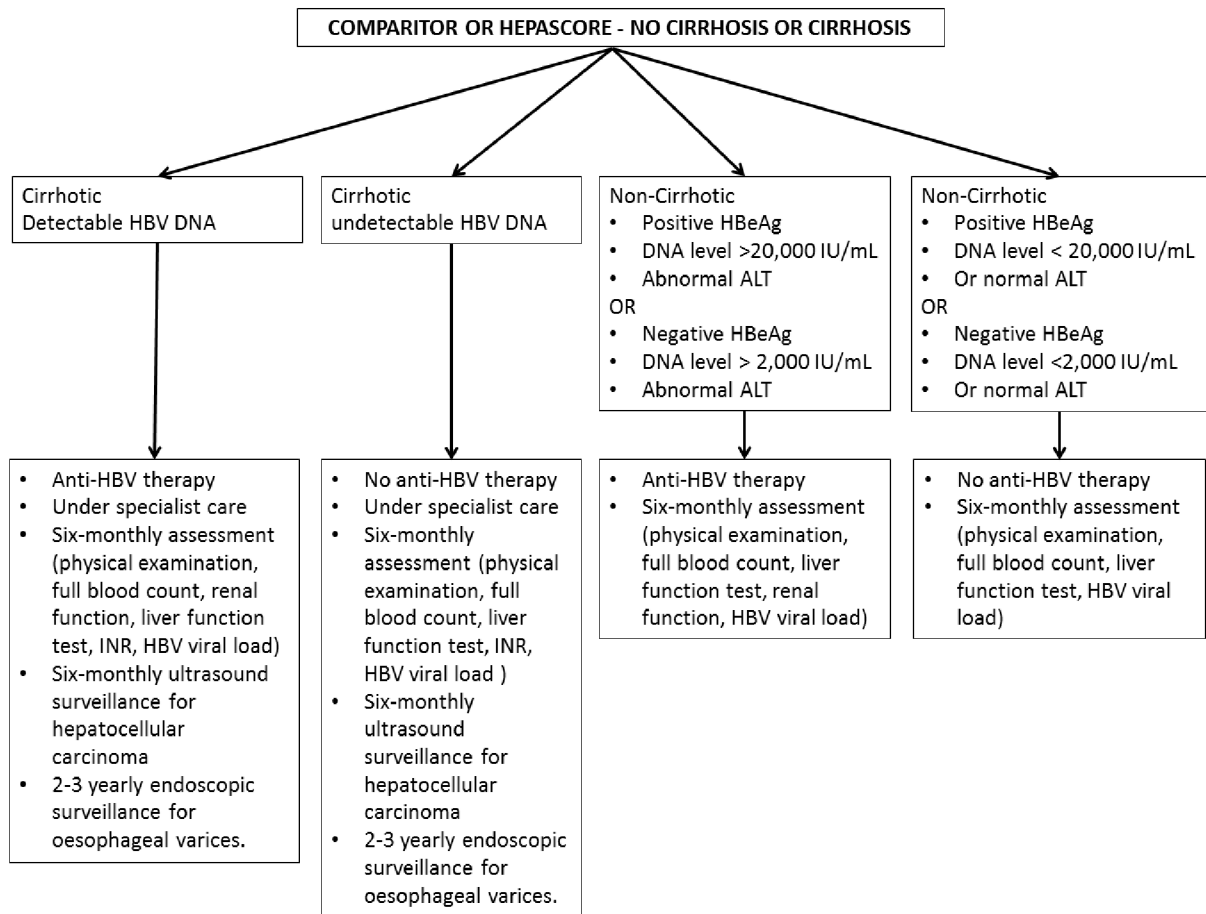 COMPARITOR OR HEPASCORE - NO CIRRHOSIS OR CIRRHOSIS
Cirrhotic
Detectable HBV DNA
Cirrhotic
undetectable HBV DNA
Non-Cirrhotic
• Positive HBeAg
• DNA level >20,000 IU/mL
• Abnormal ALT
OR
• Negative HBeAg
• DNA level > 2,000 IU/mL
• Abnormal ALT
Non-Cirrhotic
• Positive HBeAg
• DNA level < 20,000 IU/mL
• Or normal ALT
OR
• Negative HBeAg
• DNA level <2,000 IU/mL
• Or normal ALT
• Anti-HBV therapy
• Under specialist care
• Six-monthly assessment
(physical examination,
full blood count, renal
function, liver function
test, INR, HBV viral load)
• Six-monthly ultrasound
surveillance for
hepatocellular
carcinoma
• 2-3 yearly endoscopic
surveillance for
oesophageal varices.
• No anti-HBV therapy
• Under specialist care
• Six-monthly
assessment (physical
examination, full
blood count, liver
function test, INR,
HBV viral load )
• Six-monthly
ultrasound
surveillance for
hepatocellular
carcinoma
• 2-3 yearly endoscopic
surveillance for
oesophageal varices.
• Anti-HBV therapy
• Six-monthly assessment
(physical examination,
full blood count, liver
function test, renal
function, HBV viral load)
• No anti-HBV therapy
• Six-monthly assessment
(physical examination,
full blood count, liver
function test, HBV viral
load)